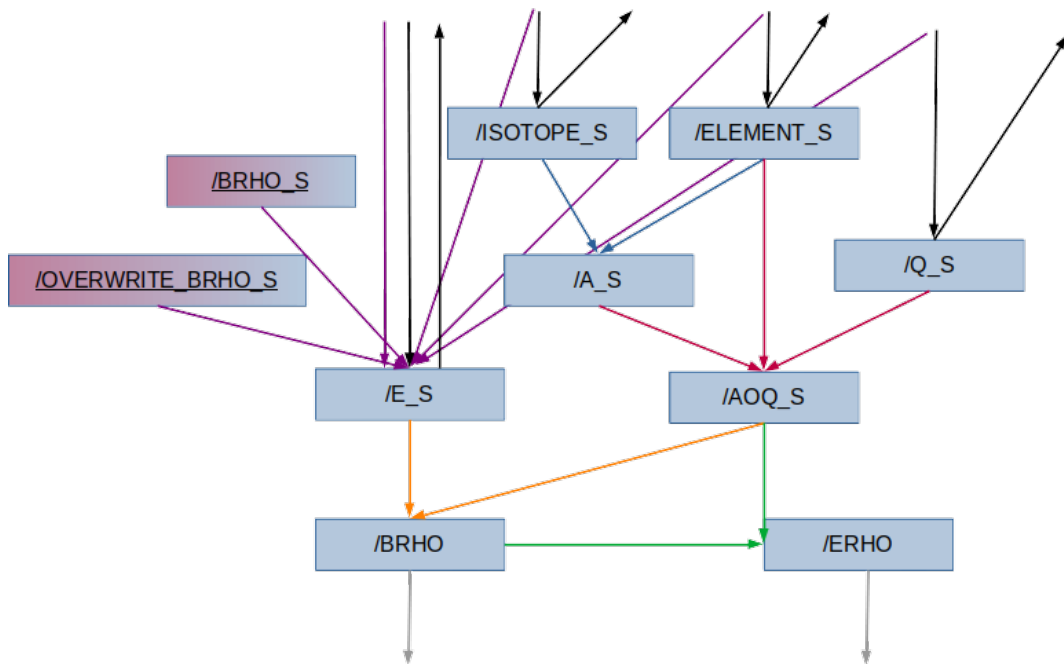 /ISOTOPE_S
/ELEMENT_S
/BRHO_S
/OVERWRITE_BRHO_S
/A_S
/Q_S
/E_S
/AOQ_S
/BRHO
/ERHO